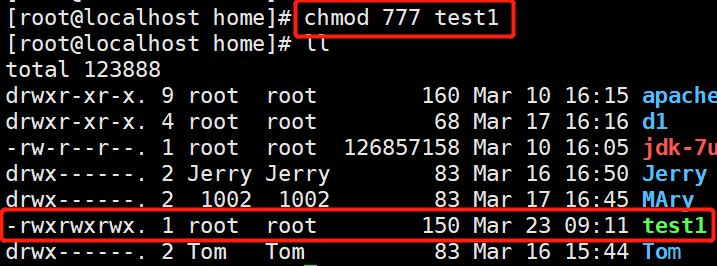 [root@localhost home]# chmod 777 test1
[root@localhost home]# ll
total 123888
drwxr-xr-x. 9 root  root        160 Mar 10 16:15 apache
drwxr-xr-x. 4 root  root         68 Mar 17 16:16 d1
-rw-r--r--. 1 root  root  126857158 Mar 10 16:05 jdk-7u
drwx------. 2 Jerry Jerry        83 Mar 16 16:50 Jerry
drwx------. 2  1002  1002        83 Mar 17 16:45 MAry
-rwxrwxrwx. 1 root  root        150 Mar 23 09:11 test1
drwx------. 2 Tom   Tom          83 Mar 16 15:44 Tom